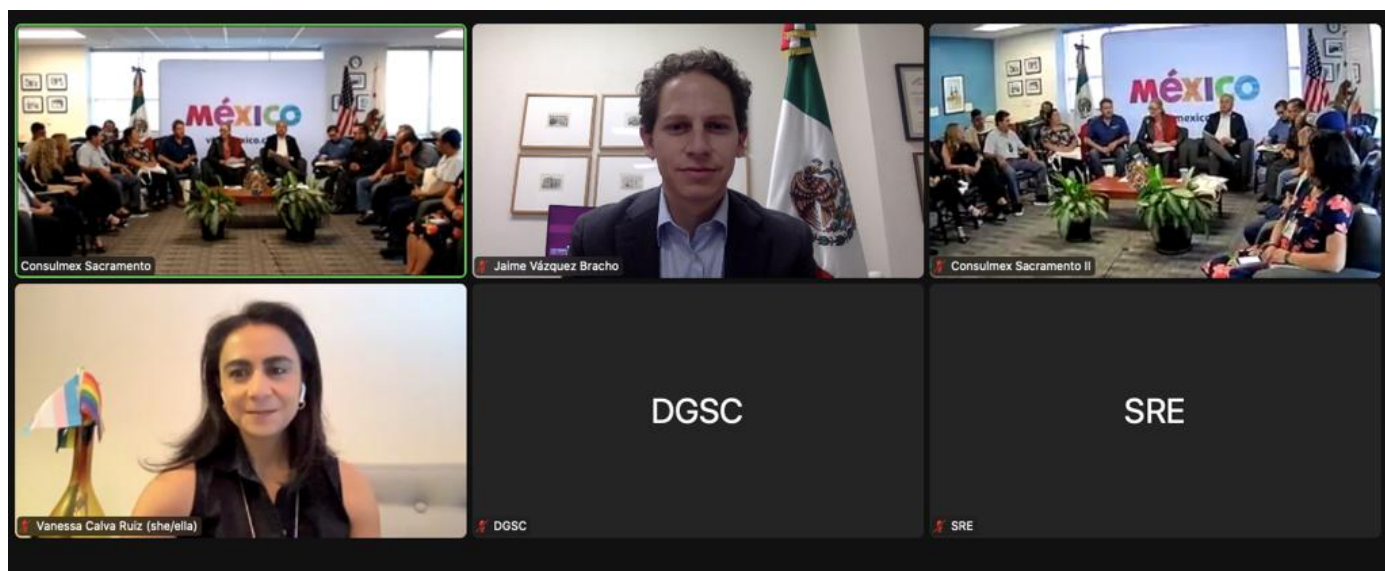 MéXICO
Consulmex Sacramento
Jaime Vázquez Bracho
MéXICO
Consulmex Sacramento II
Vanessa Calva Ruiz (she/ella)
DGSC
DGSC
SRE
SRE